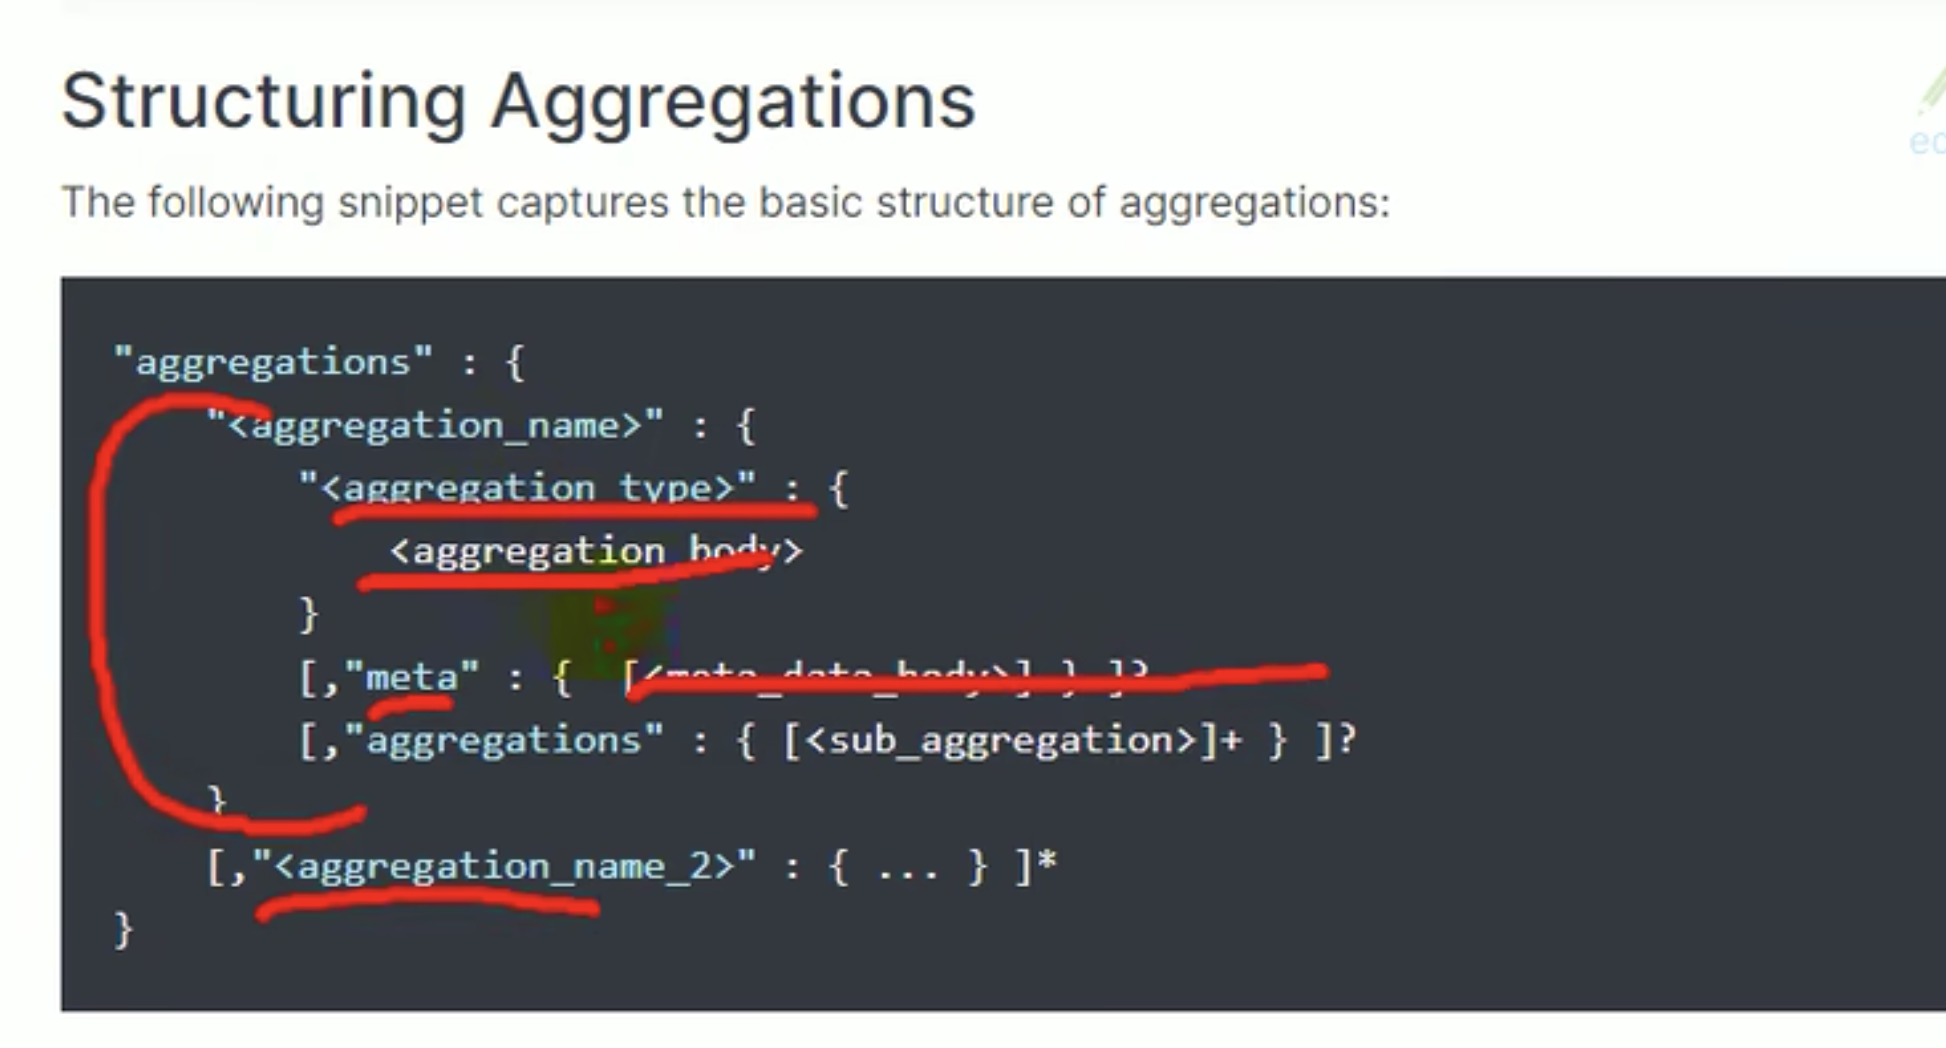 Structuring Aggregations
ec
The following snippet captures the basic structure of aggregations:
"aggregations" : {
"<aggregation_name>" : {
"<aggregation_type>" : {
<aggregation_body>
}
[,"meta" : { [<meta_data_body>] } ]?
[,"aggregations" : { [<sub_aggregation>]+ } ]?
}
[,"<aggregation_name_2>" : { ... } ]*
}